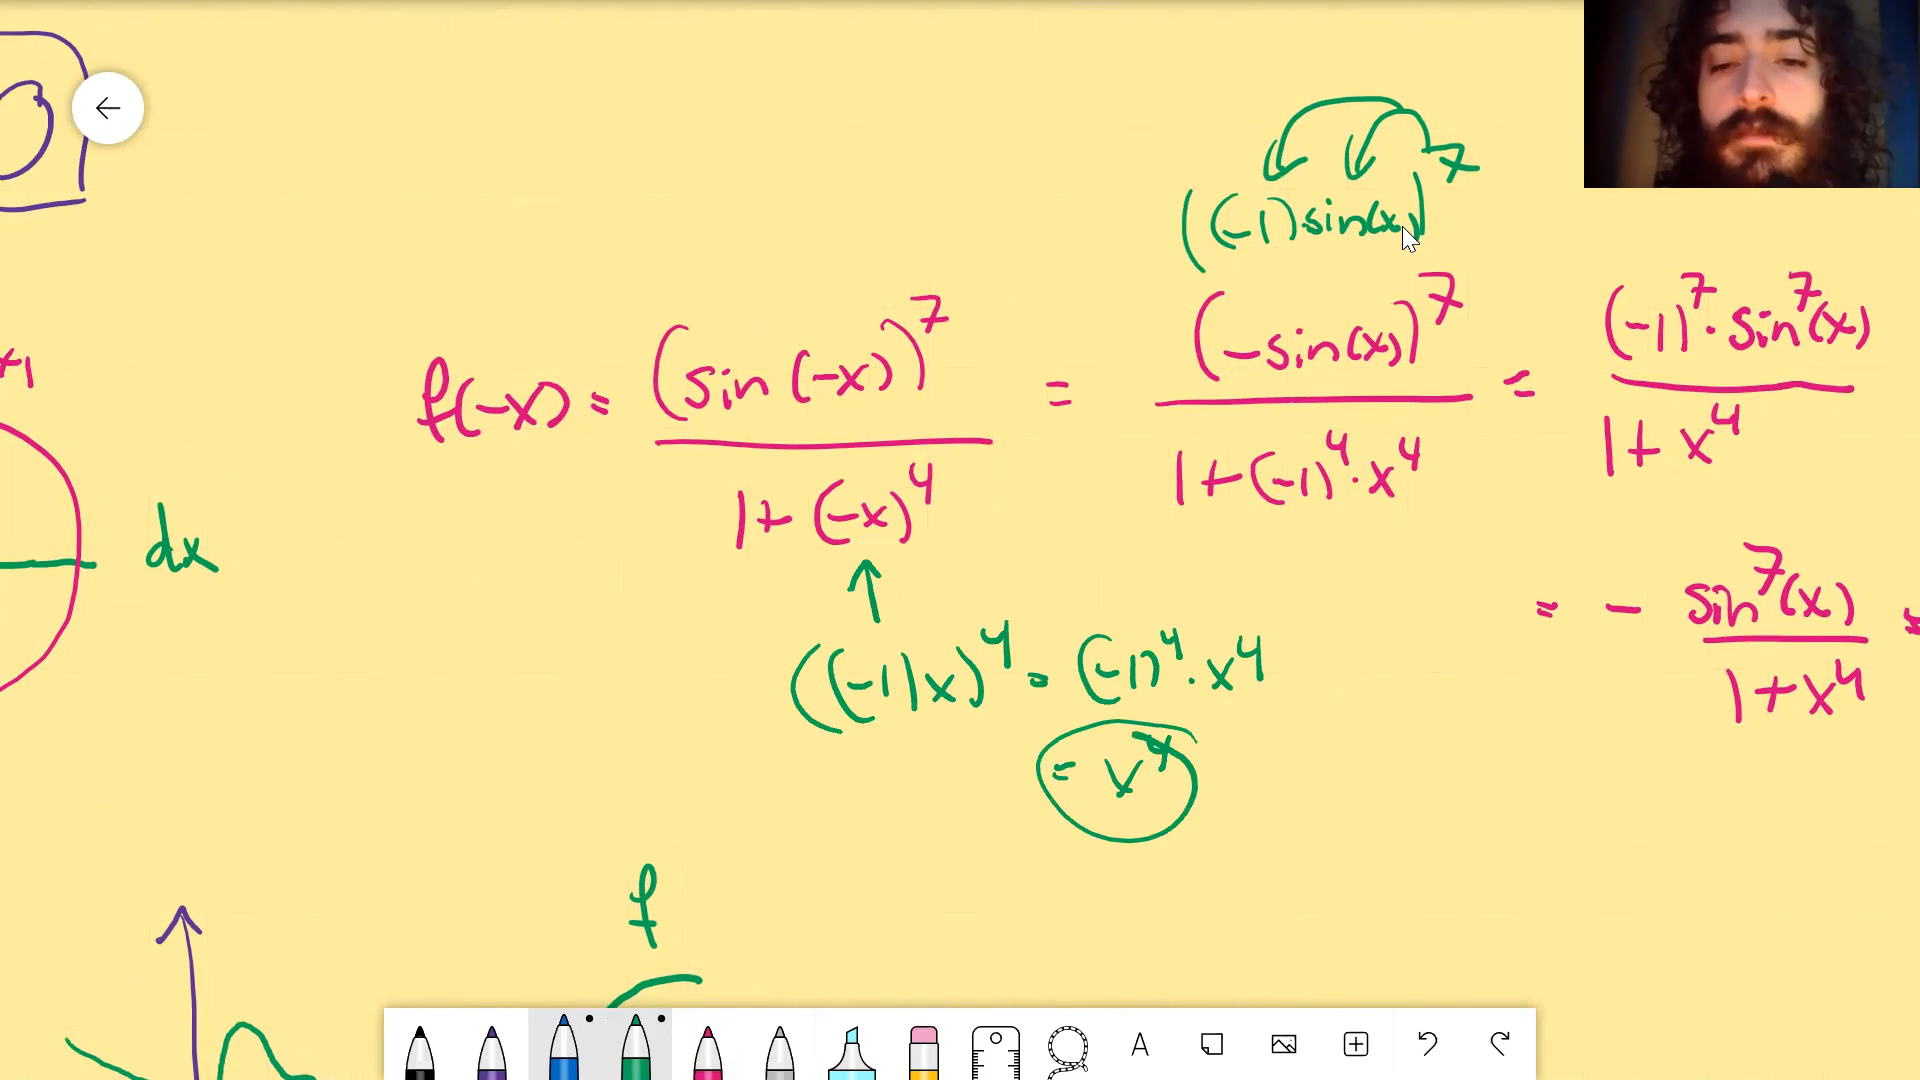 ((-1)sin(x))^7
f(-x) = (sin(-x))^7 / 1+(-x)^4 = (-sin(x))^7 / 1+(-1)^4·x^4 = (-1)^7·sin^7(x) / 1+x^4
dx
= - sin^7(x) / 1+x^4 =
((-1)x)^4 = (-1)^4·x^4
= x^4
f
A